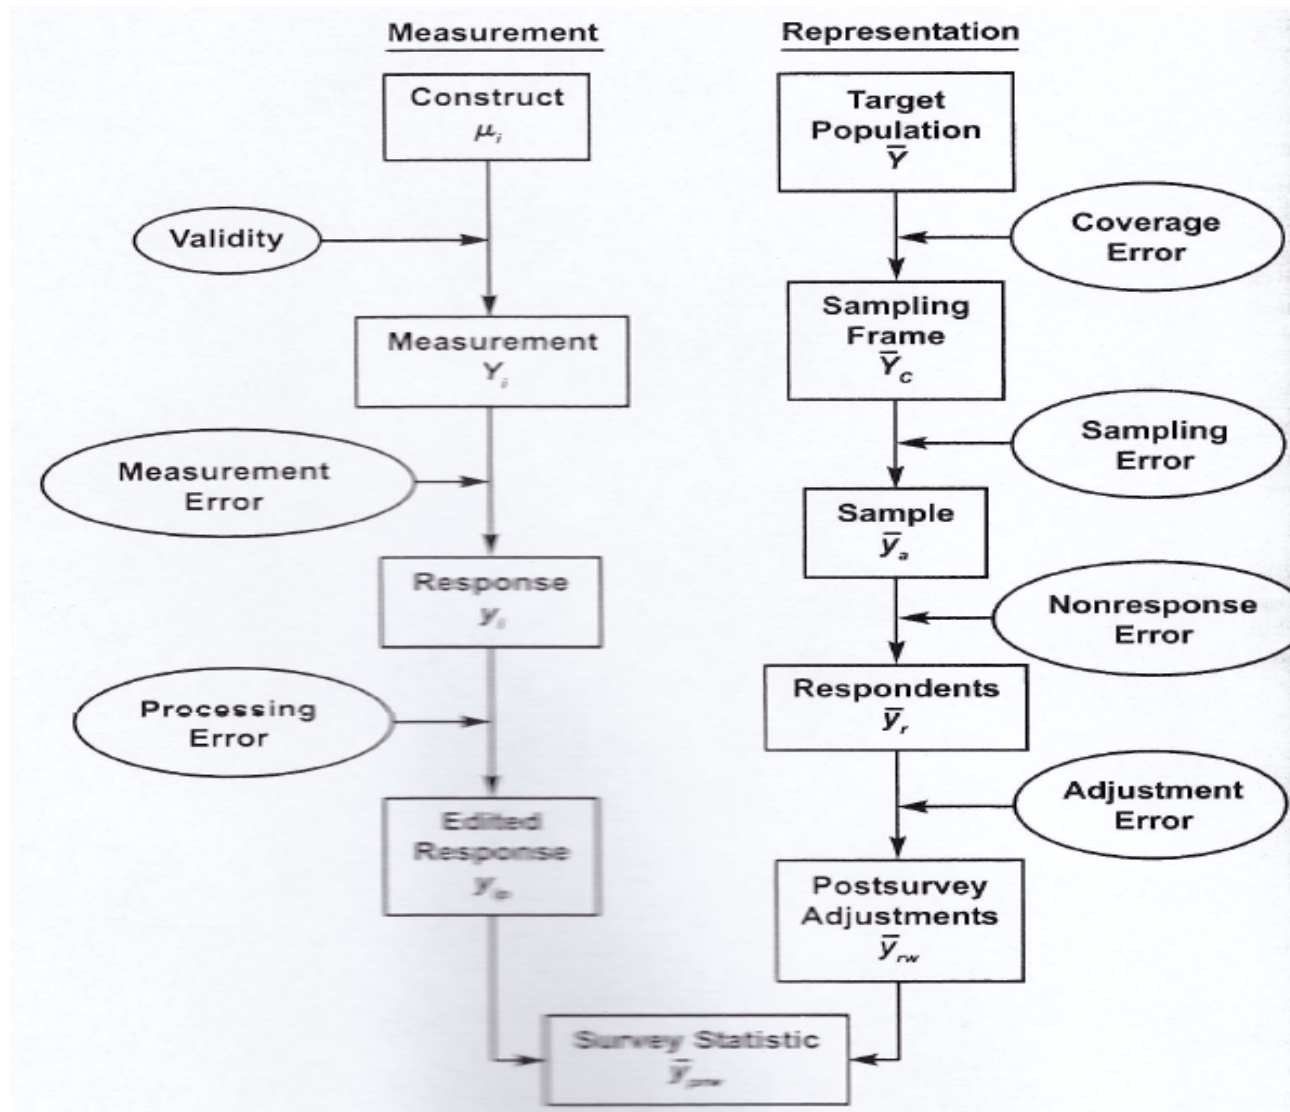 Measurement
Construct
μi
Validity
Measurement
Yi
Measurement
Error
Response
yi
Processing
Error
Edited
Response
yip
Representation
Target
Population
Ȳ
Coverage
Error
Sampling
Frame
ȲC
Sampling
Error
Sample
ȳa
Nonresponse
Error
Respondents
ȳr
Adjustment
Error
Postsurvey
Adjustments
ȳrw
Survey Statistic